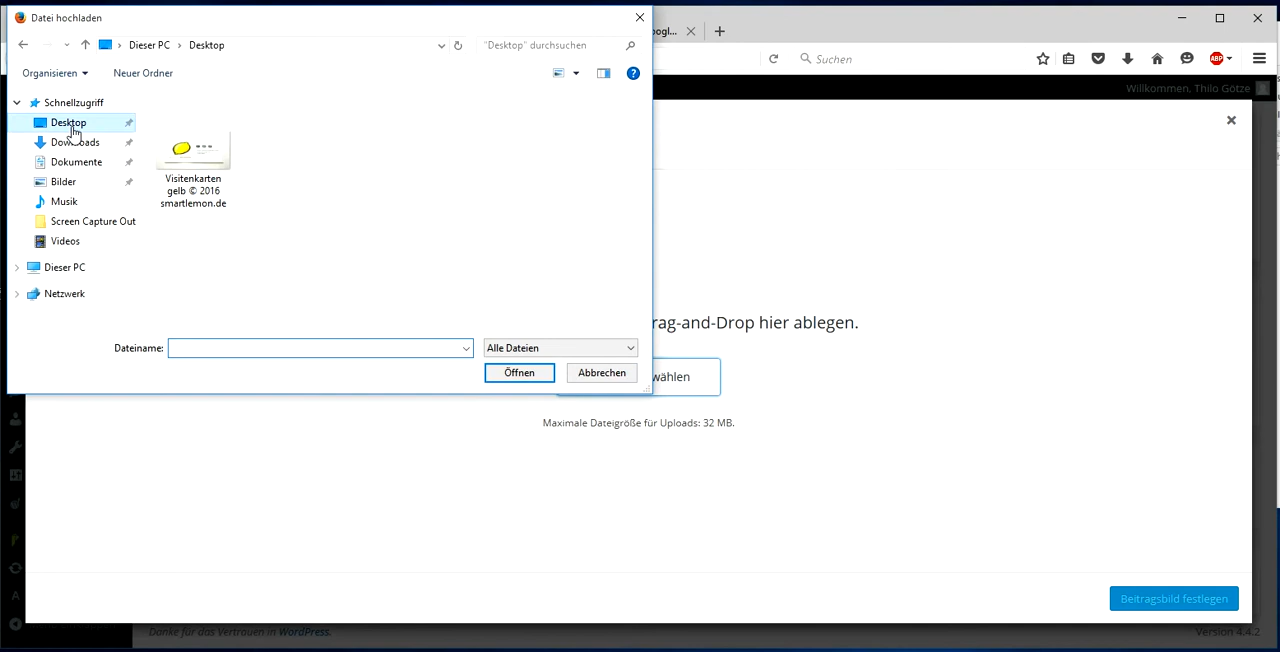 Datei hochladen
oogl...
Dieser PC
Desktop
"Desktop" durchsuchen
Suchen
ABP
Organisieren
Neuer Ordner
Willkommen, Thilo Götze
Schnellzugriff
Desktop
Downloads
Dokumente
Bilder
Musik
Screen Capture Out
Videos
Dieser PC
Netzwerk
Visitenkarten
gelb © 2016
smartlemon.de
rag-and-Drop hier ablegen.
Dateiname:
Alle Dateien
Öffnen
Abbrechen
wählen
Maximale Dateigröße für Uploads: 32 MB.
Beitragsbild festlegen
Danke für das Vertrauen in WordPress.
Version 4.4.2